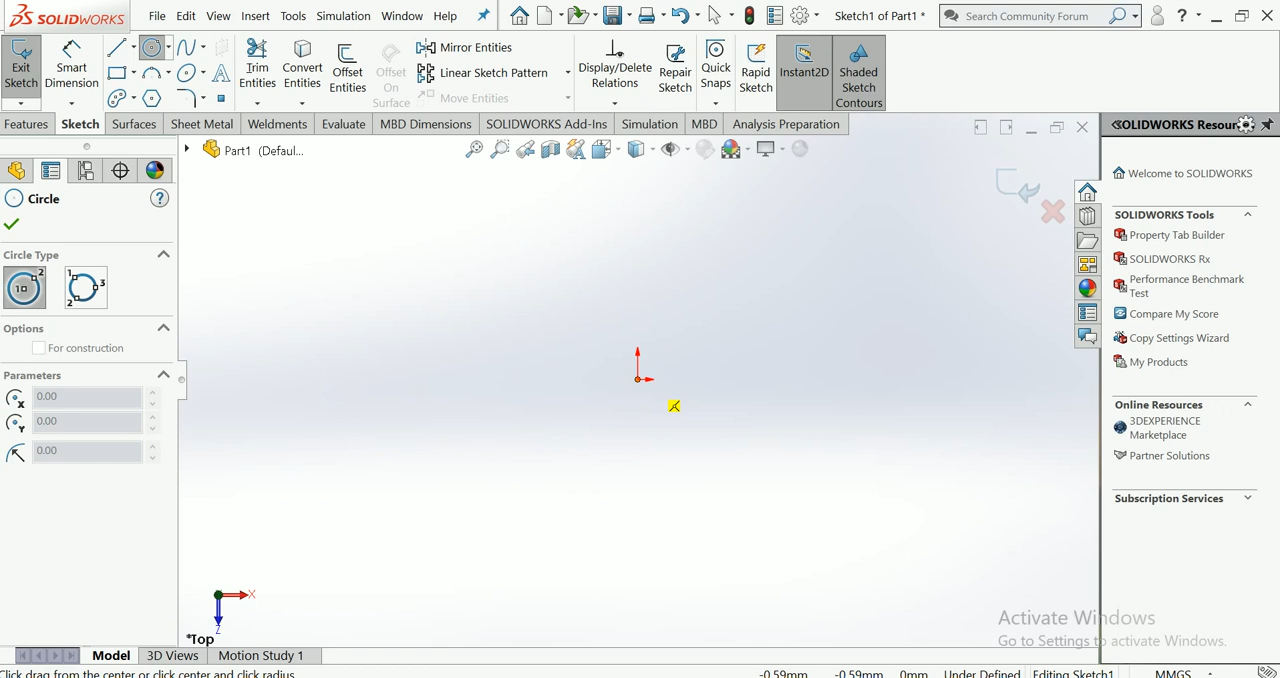 SOLIDWORKS File Edit View Insert Tools Simulation Window Help Sketch1 of Part1 * Search Community Forum ?
Exit Sketch
Smart Dimension
Trim Entities
Convert Entities
Offset Entities
Offset On Surface
Mirror Entities
Linear Sketch Pattern
Move Entities
Display/Delete Relations
Repair Sketch
Quick Snaps
Rapid Sketch
Instant2D
Shaded Sketch Contours
Features Sketch Surfaces Sheet Metal Weldments Evaluate MBD Dimensions SOLIDWORKS Add-Ins Simulation MBD Analysis Preparation
Part1 (Defaul...
Circle ?
Circle Type
Options
For construction
Parameters
0.00
0.00
0.00
X
Z
*Top
OLIDWORKS Resour
Welcome to SOLIDWORKS
SOLIDWORKS Tools
Property Tab Builder
SOLIDWORKS Rx
Performance Benchmark
Test
Compare My Score
Copy Settings Wizard
My Products
Online Resources
3DEXPERIENCE
Marketplace
Partner Solutions
Subscription Services
Activate Windows
Go to Settings to activate Windows.
Model 3D Views Motion Study 1
Click drag from the center or click center and click radius -0.59mm -0.59mm 0mm Under Defined Editing Sketch1 MMGS